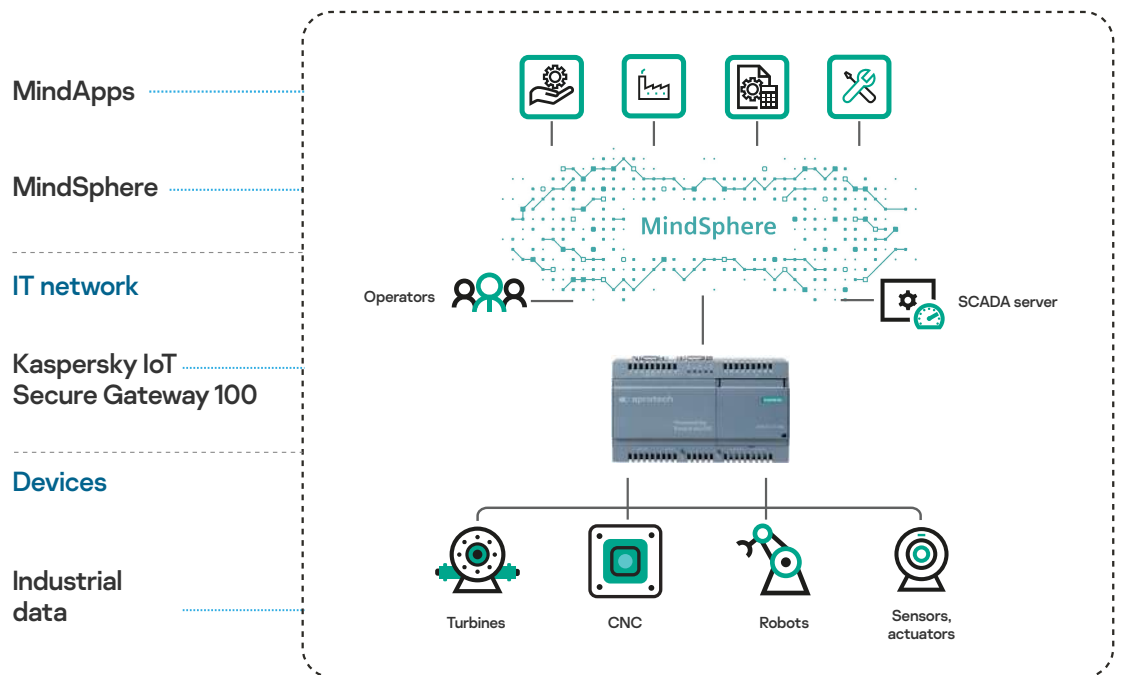 MindApps
MindSphere
MindSphere
IT network
Operators
SCADA server
Kaspersky IoT
Secure Gateway 100
aprotech
SIEMENS
Devices
Industrial
data
Turbines
CNC
Robots
Sensors,
actuators